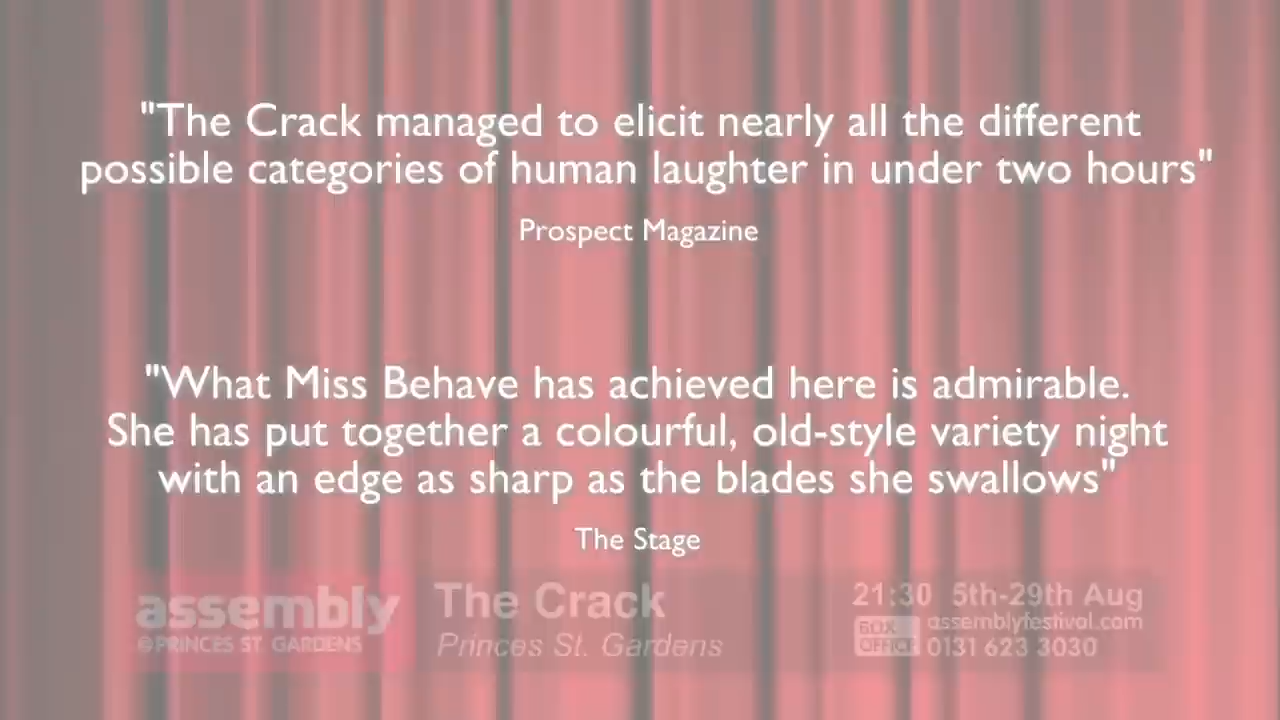 "The Crack managed to elicit nearly all the different
possible categories of human laughter in under two hours"
Prospect Magazine
"What Miss Behave has achieved here is admirable.
She has put together a colourful, old-style variety night
with an edge as sharp as the blades she swallows"
The Stage
assembly
@PRINCES ST. GARDENS
The Crack
Princes St. Gardens
21:30 5th-29th Aug
BOX OFFICE
assemblyfestival.com
0131 623 3030